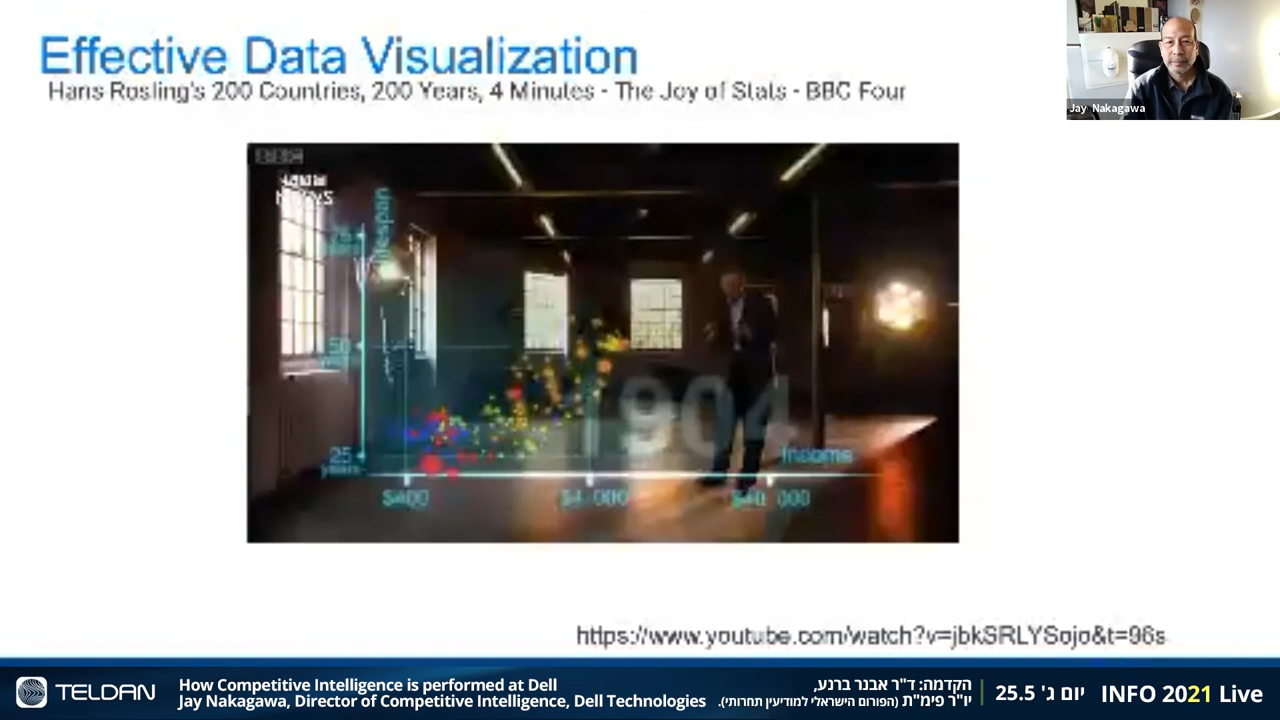 Effective Data Visualization
Hans Rosling's 200 Countries, 200 Years, 4 Minutes - The Joy of Stats - BBC Four
Jay Nakagawa
BBC
25
years
1904
Income
$400
$4 000
$40 000
https://www.youtube.com/watch?v=jbkSRLYSojo&t=96s
TELDAN
How Competitive Intelligence is performed at Dell
Jay Nakagawa, Director of Competitive Intelligence, Dell Technologies
הקדמה: ד"ר אבנר ברנע,
יו"ר פימ"ת (הפורום הישראלי למודיעין תחרותי).
יום ג' 25.5
INFO 2021 Live